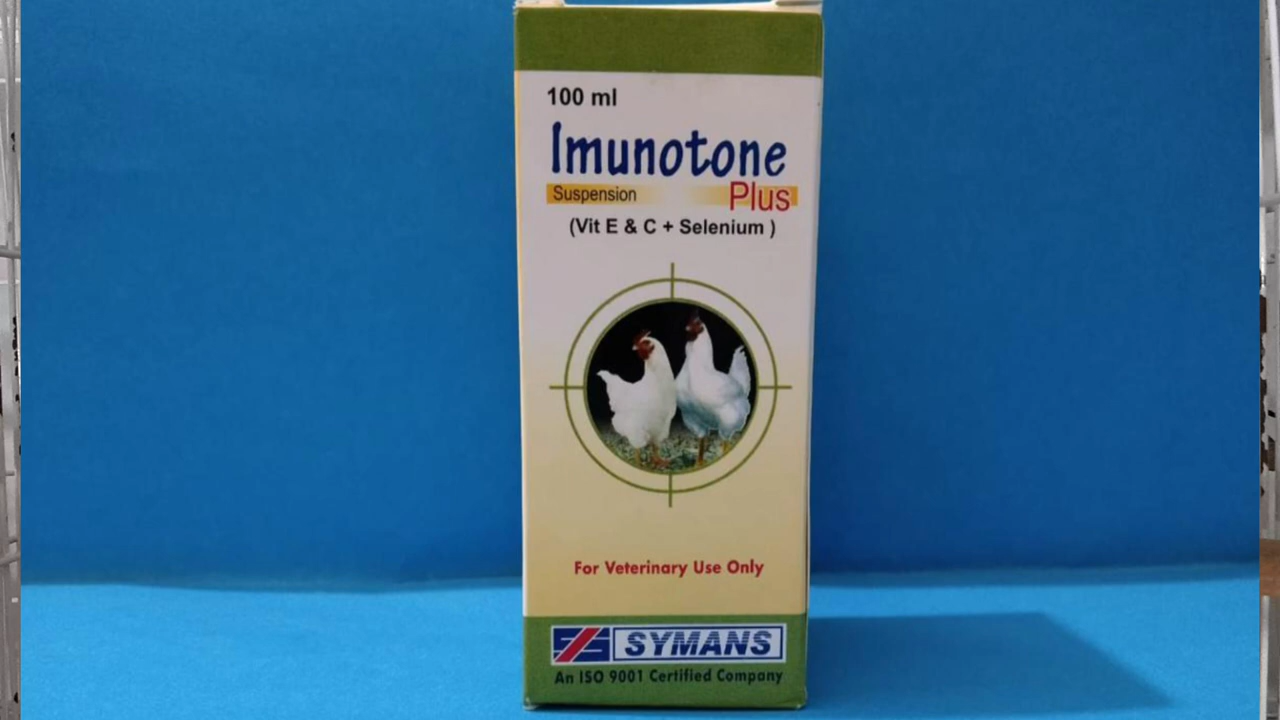 100 ml
Imunotone
Suspension Plus
(Vit E & C + Selenium )
For Veterinary Use Only
SYMANS
An ISO 9001 Certified Company